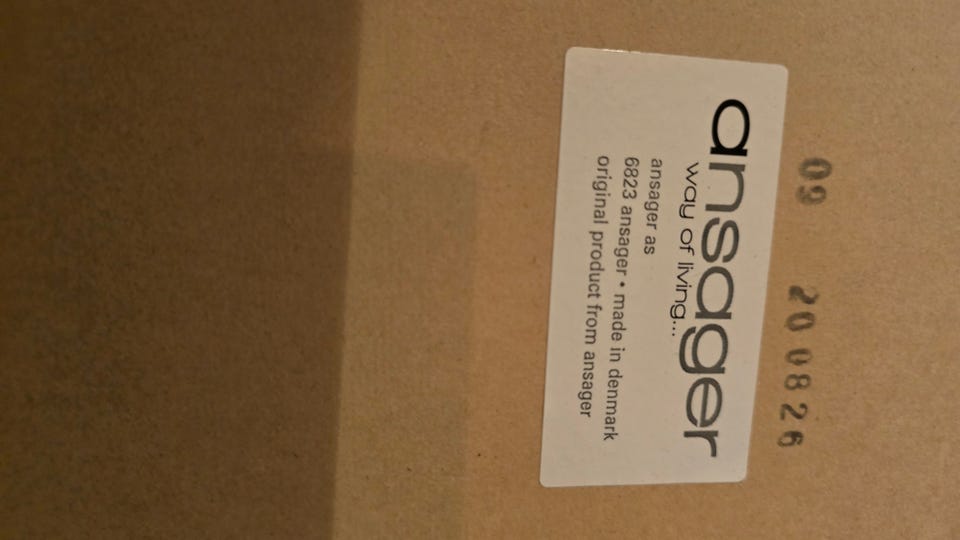 09 200826
ansager
way of living...
ansager as
6823 ansager • made in denmark
original product from ansager